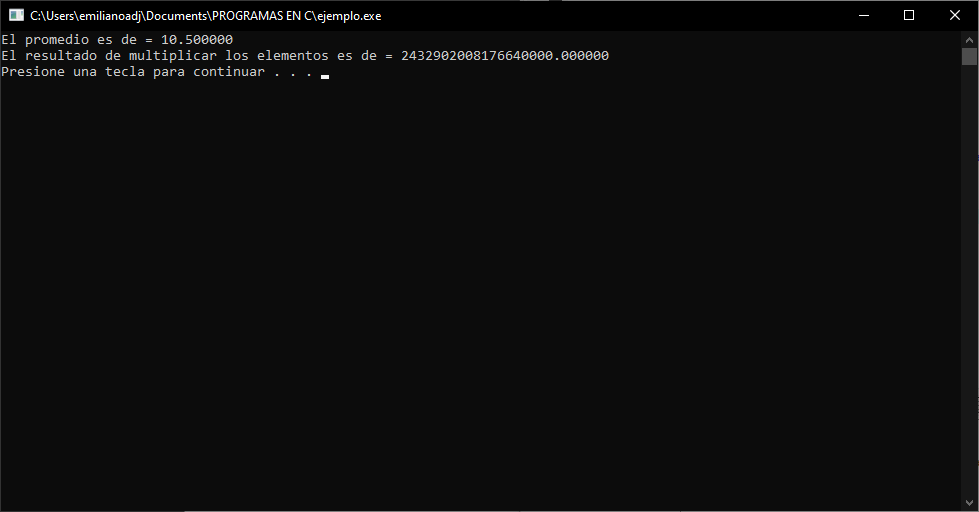 C:\Users\emilianoadj\Documents\PROGRAMAS EN C\ejemplo.exe
El promedio es de = 10.500000
El resultado de multiplicar los elementos es de = 2432902008176640000.000000
Presione una tecla para continuar . . .